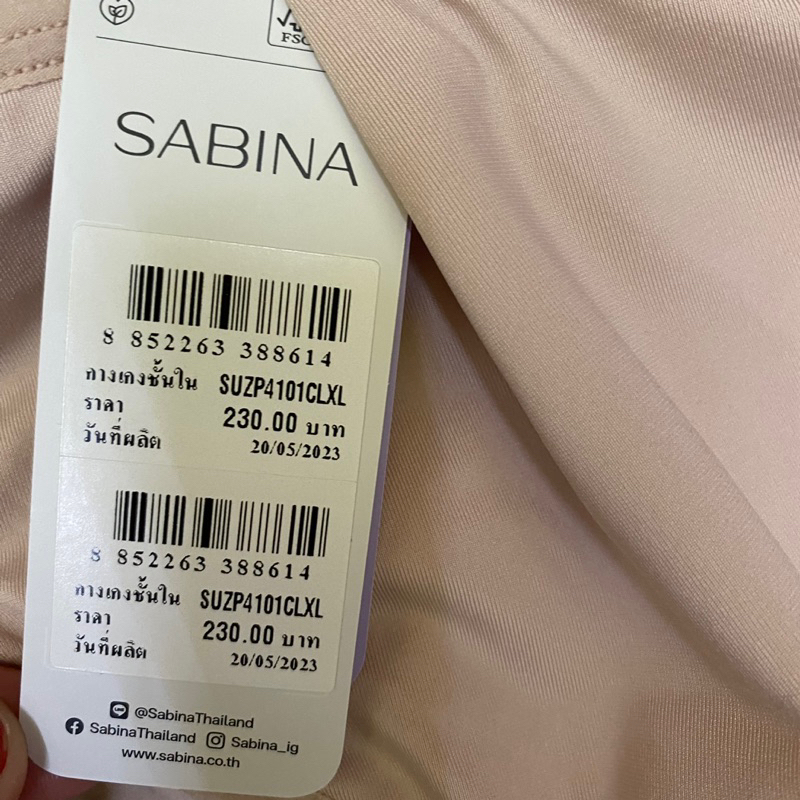 FSC
SABINA
8 852263 388614
กางเกงชั้นใน SUZP4101CLXL
ราคา 230.00 บาท
วันที่ผลิต 20/05/2023
8 852263 388614
กางเกงชั้นใน SUZP4101CLXL
ราคา 230.00 บาท
วันที่ผลิต 20/05/2023
@SabinaThailand
SabinaThailand Sabina_ig
www.sabina.co.th